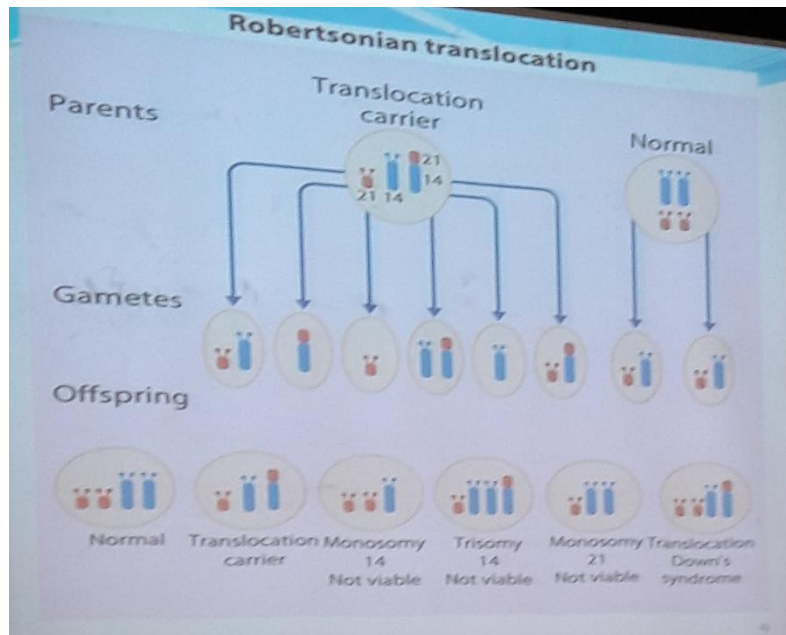 Robertsonian translocation
Parents
Translocation
carrier
Normal
21
14
21 14
Gametes
Offspring
Normal
Translocation
carrier
Monosomy
14
Not viable
Trisomy
14
Not viable
Monosomy
21
Not viable
Translocation
Down's
syndrome